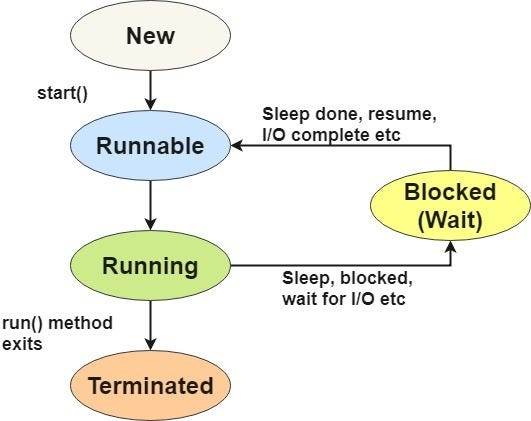 New
start()
Sleep done, resume,
I/O complete etc
Runnable
Blocked
(Wait)
Running
Sleep, blocked,
wait for I/O etc
run() method
exits
Terminated